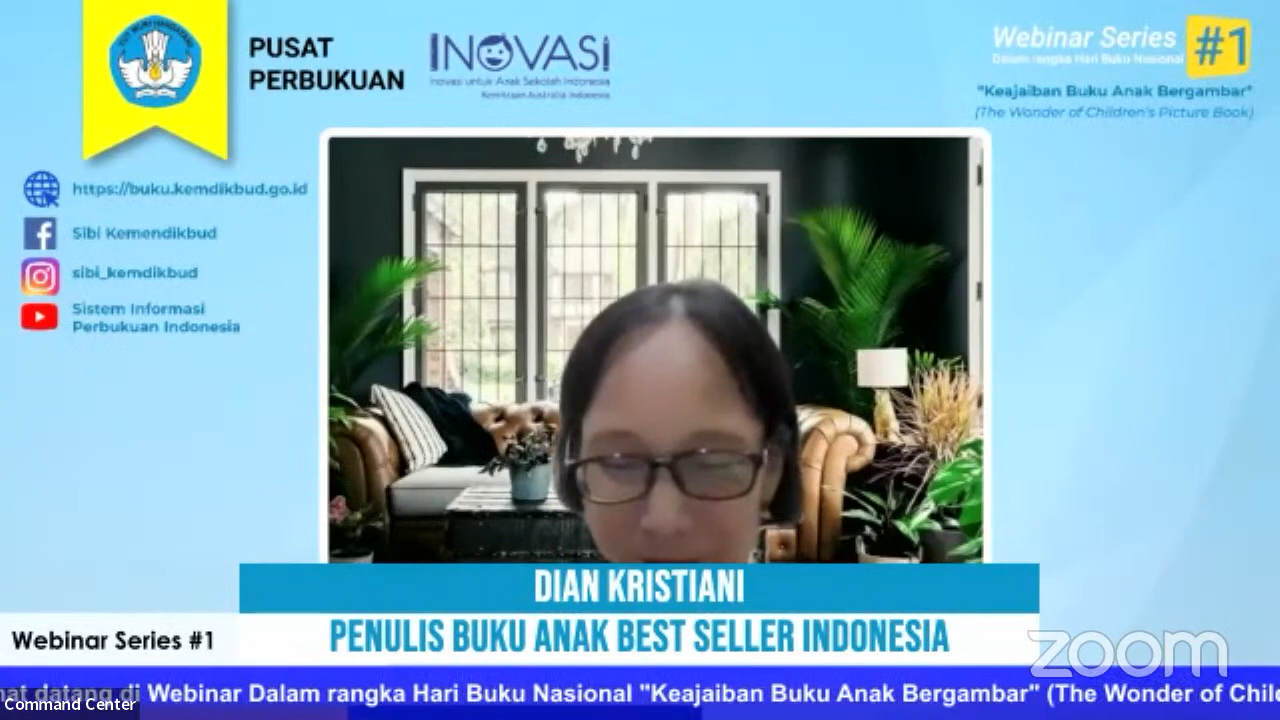 PUSAT
PERBUKUAN
INOVASI
Inovasi untuk Anak Sekolah Indonesia
Kemitraan Australia Indonesia
Webinar Series
Dalam rangka Hari Buku Nasional
#1
"Keajaiban Buku Anak Bergambar"
(The Wonder of Children's Picture Book)
https://buku.kemdikbud.go.id
Sibi Kemendikbud
sibi_kemdikbud
Sistem Informasi
Perbukuan Indonesia
DIAN KRISTIANI
PENULIS BUKU ANAK BEST SELLER INDONESIA
Webinar Series #1
zoom
datang di Webinar Dalam rangka Hari Buku Nasional "Keajaiban Buku Anak Bergambar" (The Wonder of Chil
Command Center